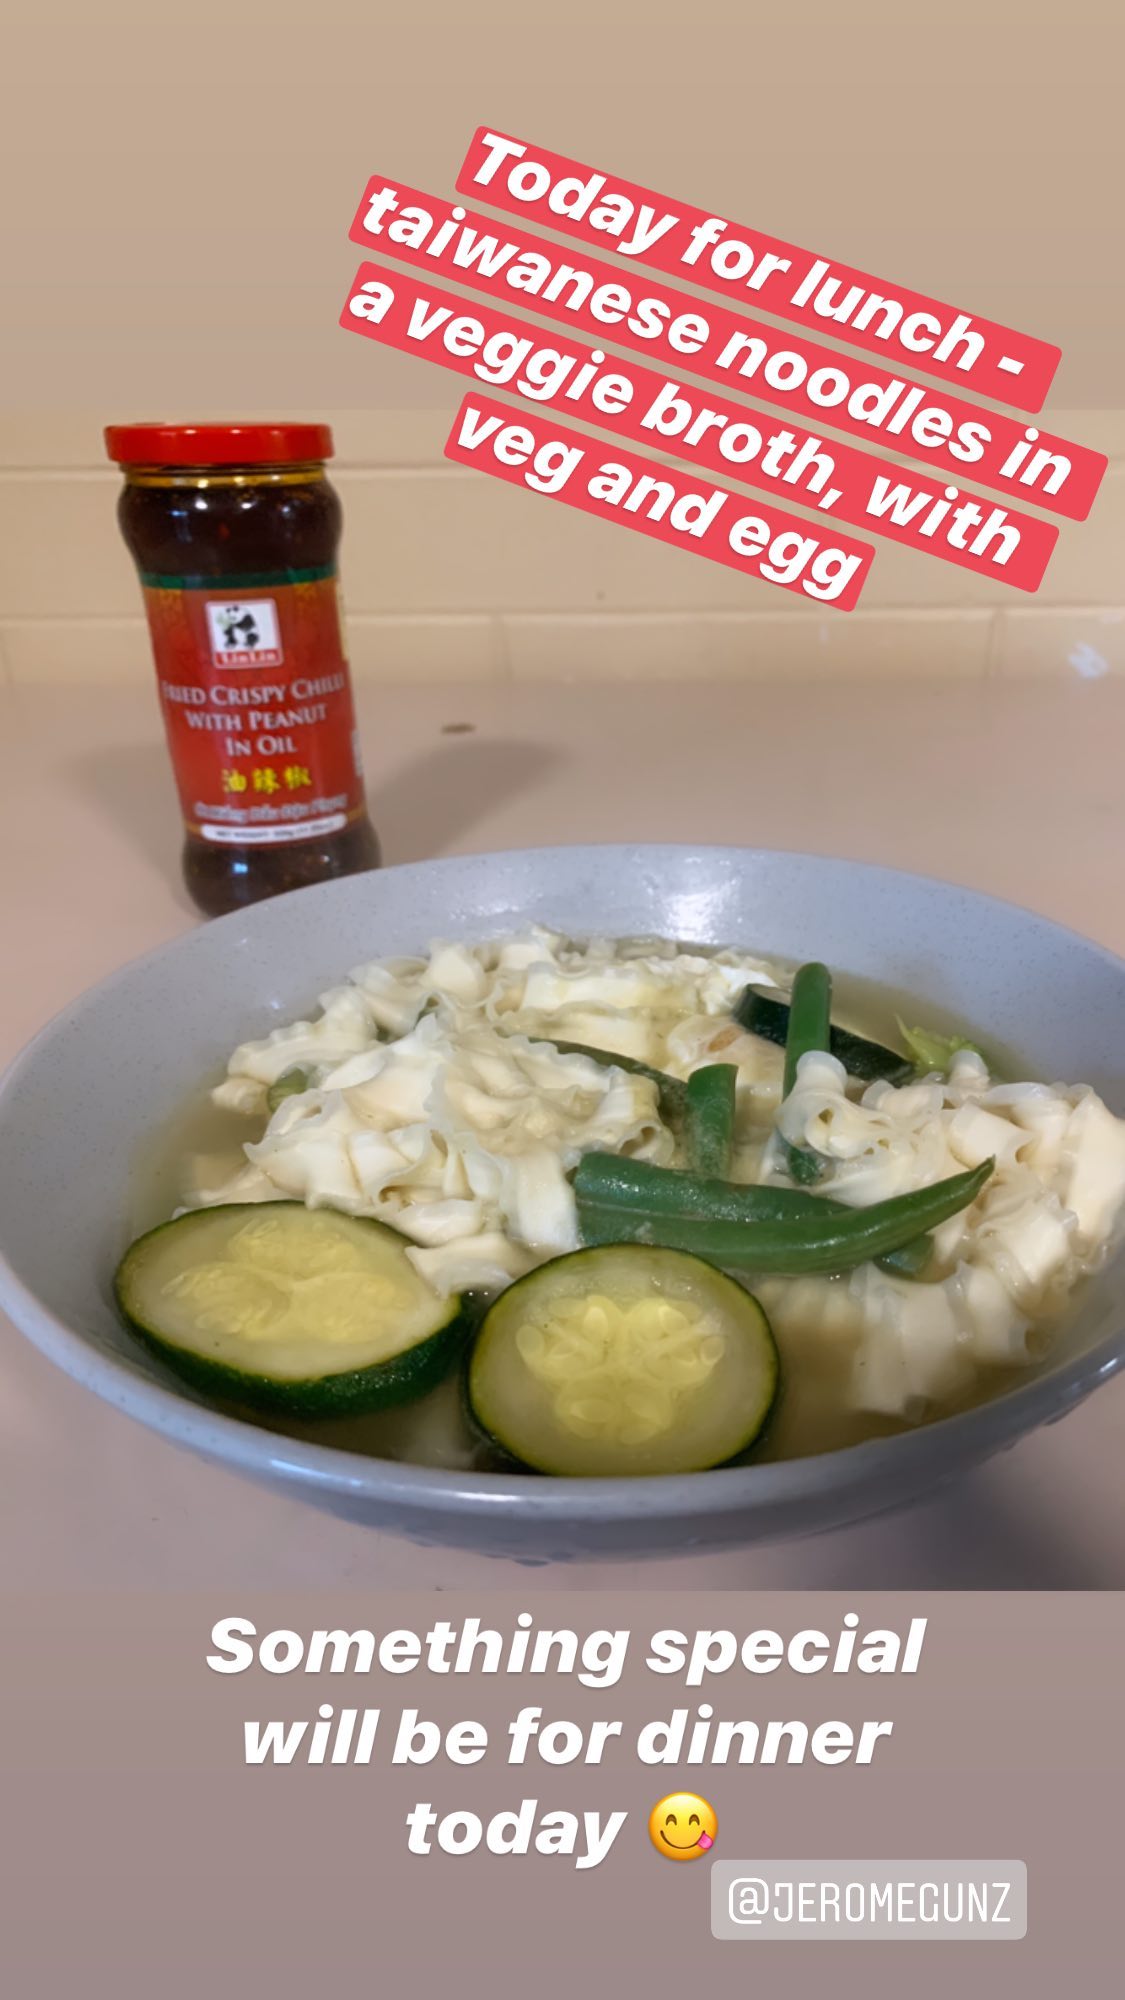 Today for lunch -
taiwanese noodles in
a veggie broth, with
veg and egg
LinLin
FRIED CRISPY CHILLI
WITH PEANUT
IN OIL
油辣椒
Something special
will be for dinner
today 😋
@JEROMEGUNZ